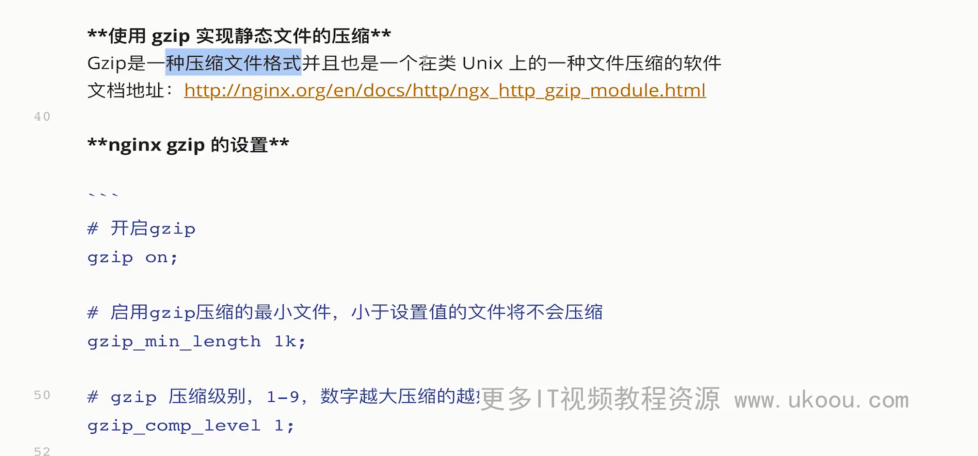 **使用 gzip 实现静态文件的压缩**
Gzip是一种压缩文件格式并且也是一个在类 Unix 上的一种文件压缩的软件
文档地址：http://nginx.org/en/docs/http/ngx_http_gzip_module.html
40
**nginx gzip 的设置**
```
# 开启gzip
gzip on;
# 启用gzip压缩的最小文件，小于设置值的文件将不会压缩
gzip_min_length 1k;
50 # gzip 压缩级别，1-9，数字越大压缩的越 更多IT视频教程资源 www.ukoou.com
gzip_comp_level 1;
52